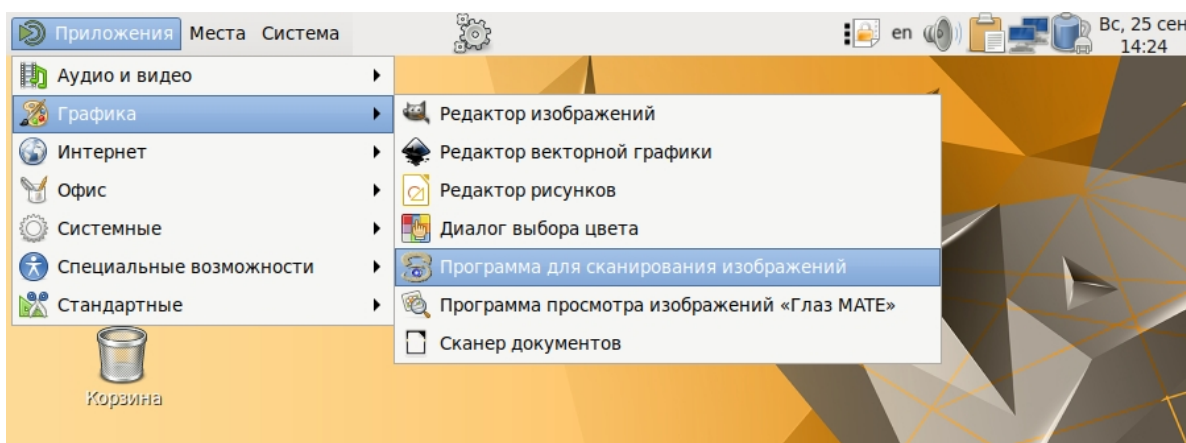 Приложения Места Система
en
Вс, 25 сен
14:24
Аудио и видео
Графика
Интернет
Офис
Системные
Специальные возможности
Стандартные
Редактор изображений
Редактор векторной графики
Редактор рисунков
Диалог выбора цвета
Программа для сканирования изображений
Программа просмотра изображений «Глаз MATE»
Сканер документов
Корзина